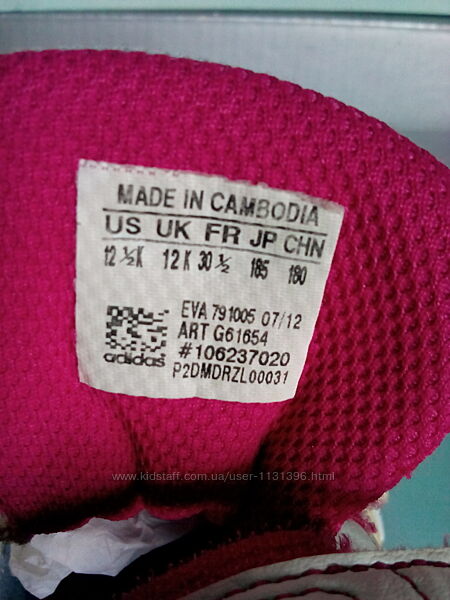 MADE IN CAMBODIA
US UK FR JP CHN
12 ½K 12 K 30 ½ 185 180
EVA 791005 07/12
ART G61654
#106237020
adidas P2DMDRZL00031
www.kidstaff.com.ua/user-1131396.html